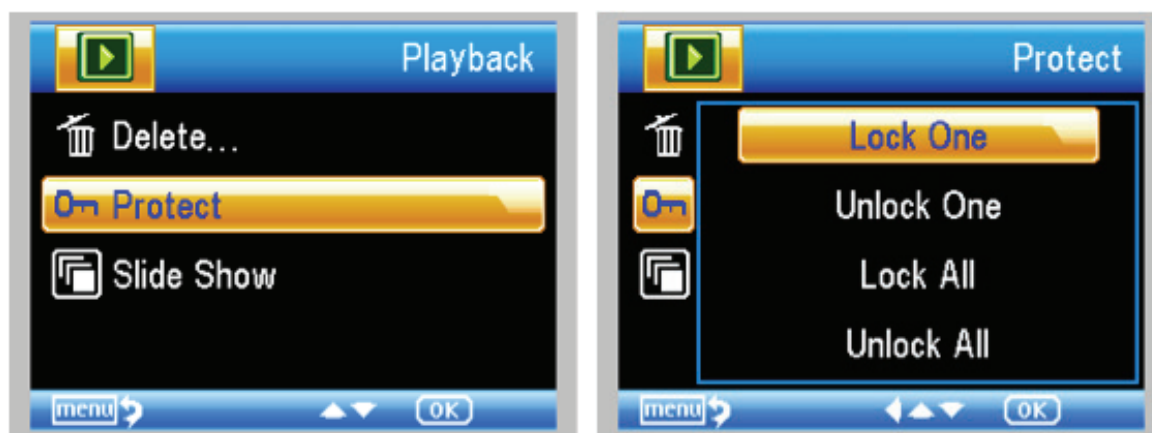 Playback
Delete...
Protect
Slide Show
menu
OK
Protect
Lock One
Unlock One
Lock All
Unlock All
menu
OK